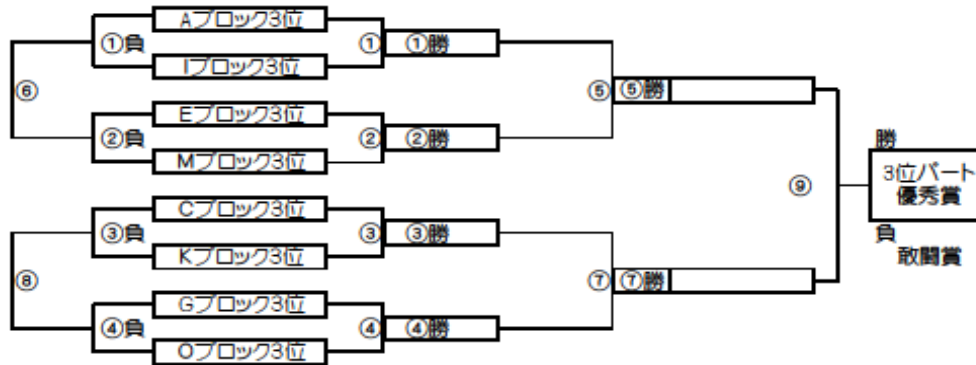 Aブロック3位
①負 ① ①勝
Iブロック3位
⑥ ⑤ ⑤勝
Eブロック3位
②負 ② ②勝
Mブロック3位
勝
⑨ 3位パート
優秀賞
Cブロック3位
③負 ③ ③勝
負
Kブロック3位
敢闘賞
⑧ ⑦ ⑦勝
Gブロック3位
④負 ④ ④勝
Oブロック3位